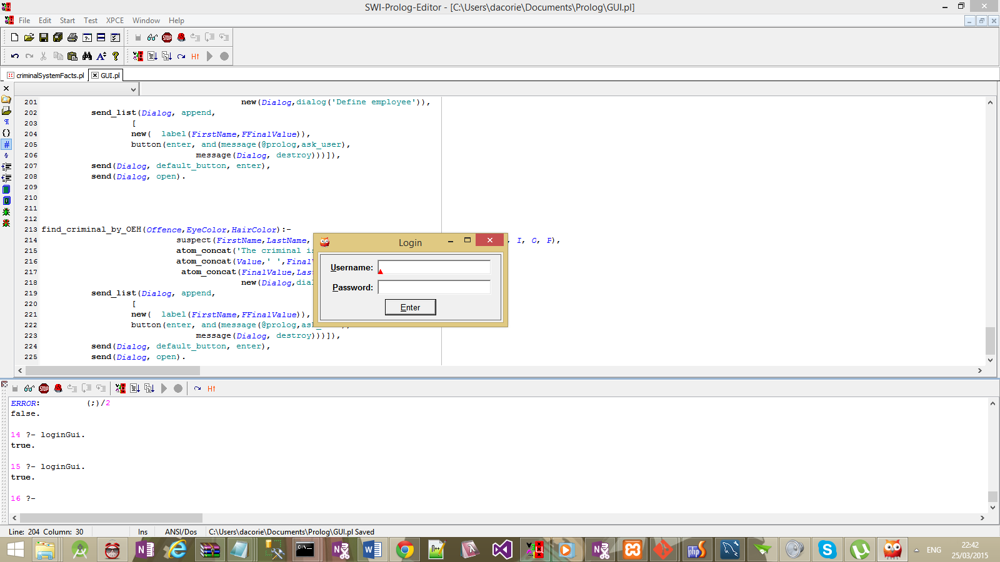 SWI-Prolog-Editor - [C:\Users\dacorie\Documents\Prolog\GUI.pl]
File Edit Start Test XPCE Window Help
criminalSystemFacts.pl GUI.pl
201 new(Dialog,dialog('Define employee')),
202 send_list(Dialog, append,
203 [
204 new( label(FirstName,FFinalValue)),
205 button(enter, and(message(@prolog,ask_user),
206 message(Dialog, destroy)))]),
207 send(Dialog, default_button, enter),
208 send(Dialog, open).
209
210
211
212
213 find_criminal_by_OEH(Offence,EyeColor,HairColor):-
214 suspect(FirstName,LastName, , I, O, P),
215 atom_concat('The criminal is
216 atom_concat(Value,' ',Final
217 atom_concat(FinalValue,Las
218 new(Dialog,dia
219 send_list(Dialog, append,
220 [
221 new( label(FirstName,FFinalValue)),
222 button(enter, and(message(@prolog,ask_
223 message(Dialog, destroy)))]),
224 send(Dialog, default_button, enter),
225 send(Dialog, open).
Login
Username:
Password:
Enter
STOP
ERROR: (;)/2
false.
14 ?- loginGui.
true.
15 ?- loginGui.
true.
16 ?-
Line: 204 Column: 30 Ins ANSI/Dos C:\Users\dacorie\Documents\Prolog\GUI.pl Saved
ENG 22:42
25/03/2015